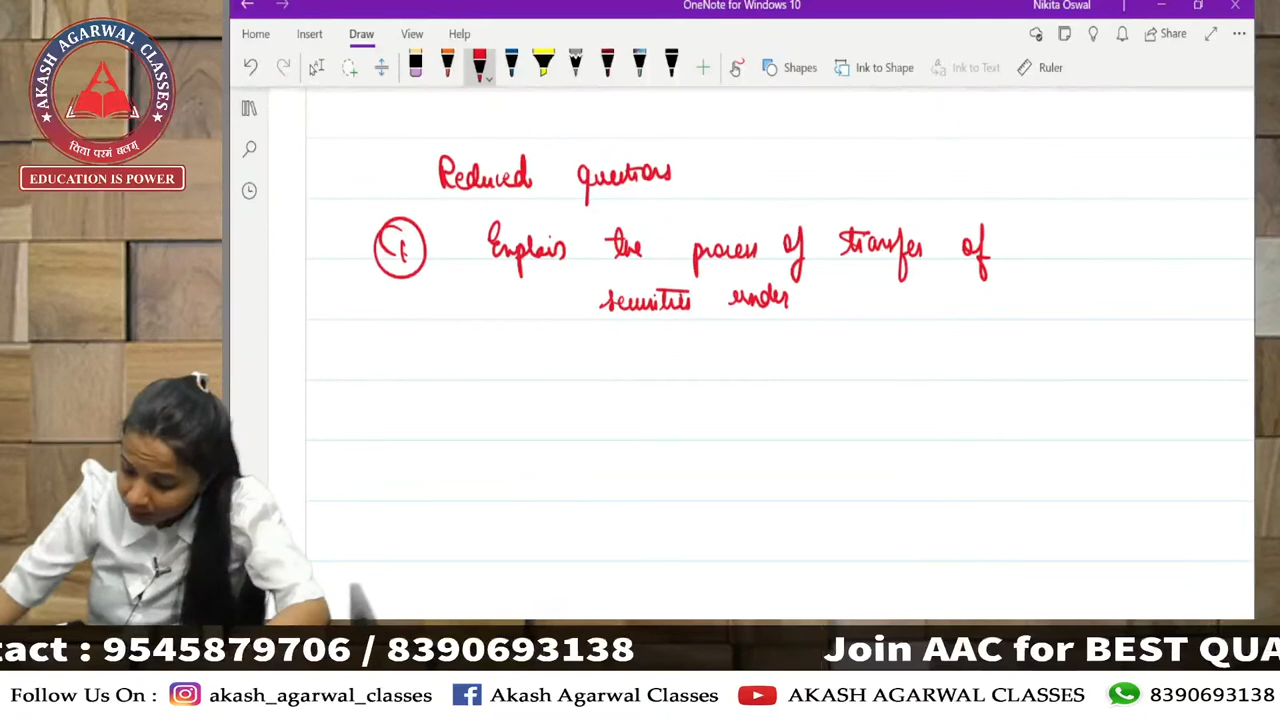 OneNote for Windows 10
Nikita Oswal
Home Insert Draw View Help
Share
Shapes
Ink to Shape
Ink to Text
Ruler
AKASH AGARWAL CLASSES
विद्या परमं बलम्
EDUCATION IS POWER
Reduced questions
1 Explain the process of transfer of
securities under
tact : 9545879706 / 8390693138 Join AAC for BEST QUA
Follow Us On : akash_agarwal_classes Akash Agarwal Classes AKASH AGARWAL CLASSES 8390693138